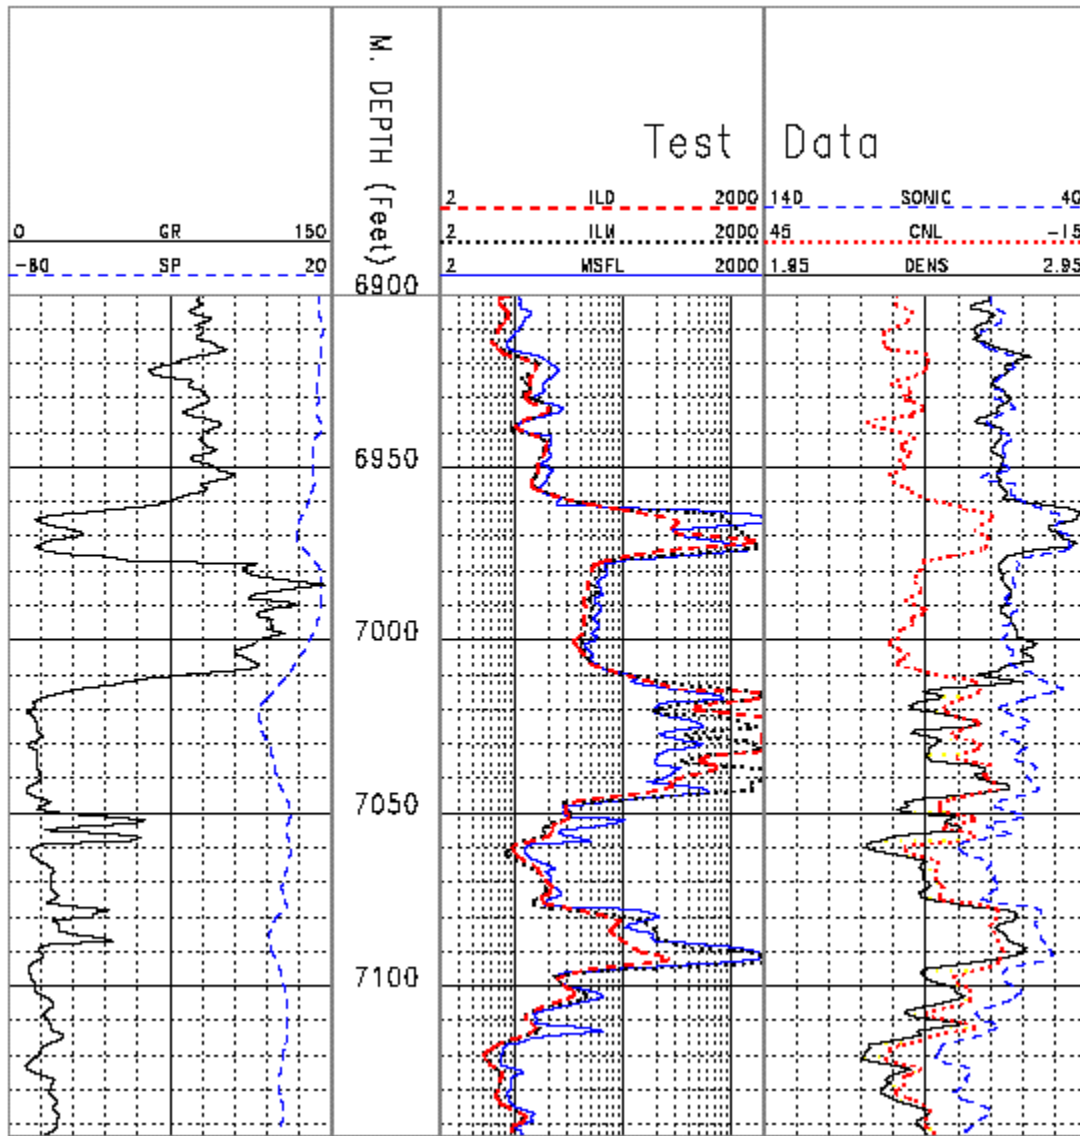 M. DEPTH (Feet)
Test Data
2 ILD 2000
140 SONIC 40
0 GR 150
2 ILM 2000
45 CNL -15
-80 SP 20
2 MSFL 2000
1.95 DENS 2.95
6900
6950
7000
7050
7100